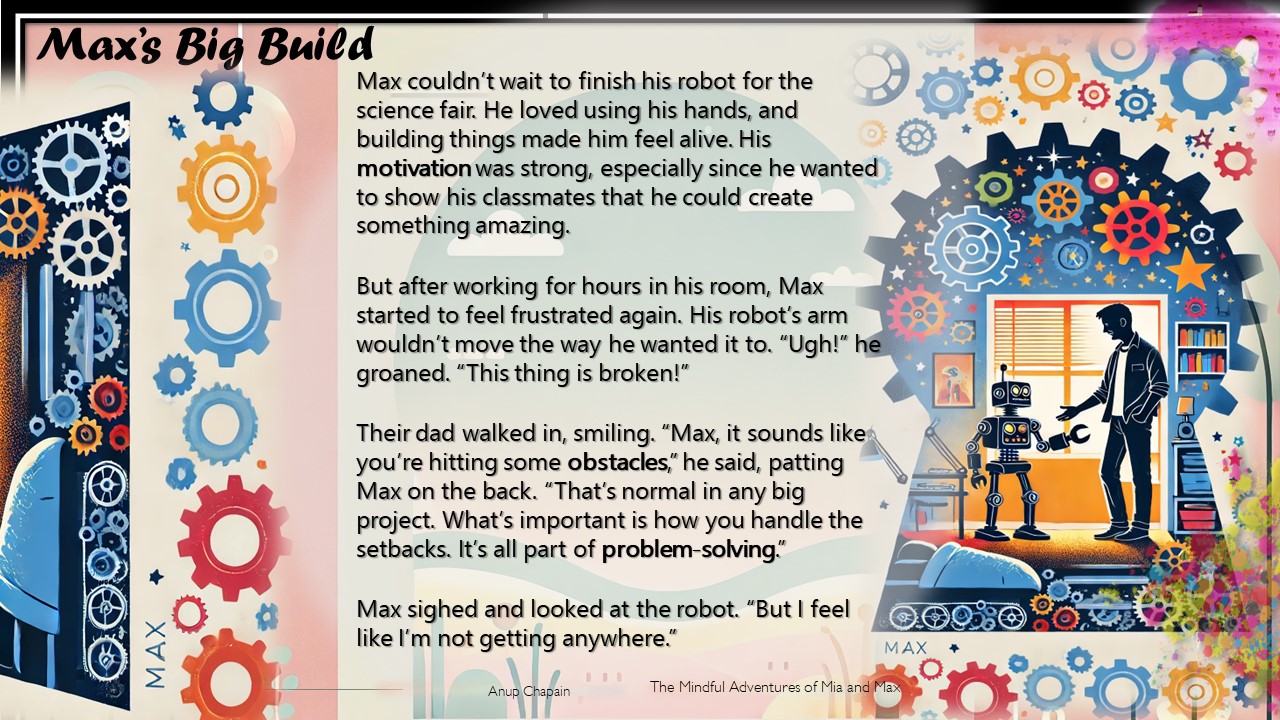 Max's Big Build
Max couldn't wait to finish his robot for the
science fair. He loved using his hands, and
building things made him feel alive. His
motivation was strong, especially since he wanted
to show his classmates that he could create
something amazing.
But after working for hours in his room, Max
started to feel frustrated again. His robot's arm
wouldn't move the way he wanted it to. “Ugh!” he
groaned. “This thing is broken!”
Their dad walked in, smiling. “Max, it sounds like
you're hitting some obstacles,” he said, patting
Max on the back. “That's normal in any big
project. What's important is how you handle the
setbacks. It's all part of problem-solving.”
Max sighed and looked at the robot. “But I feel
like I'm not getting anywhere.”
MAX
MAX
Anup Chapain
The Mindful Adventures of Mia and Max